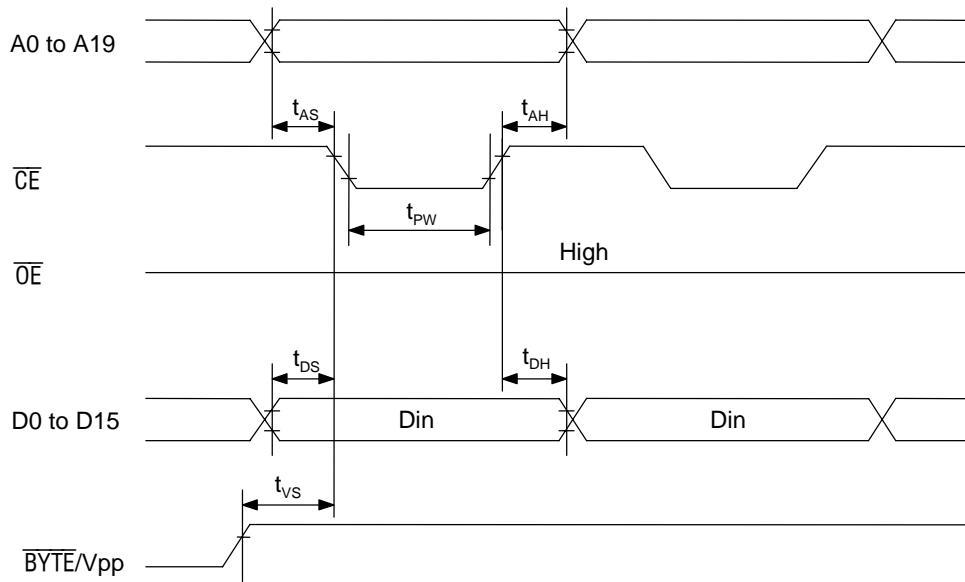 A0 to A19
tAS
tAH
CE
tPW
High
OE
tDS
tDH
D0 to D15
Din
Din
tVS
BYTE/Vpp